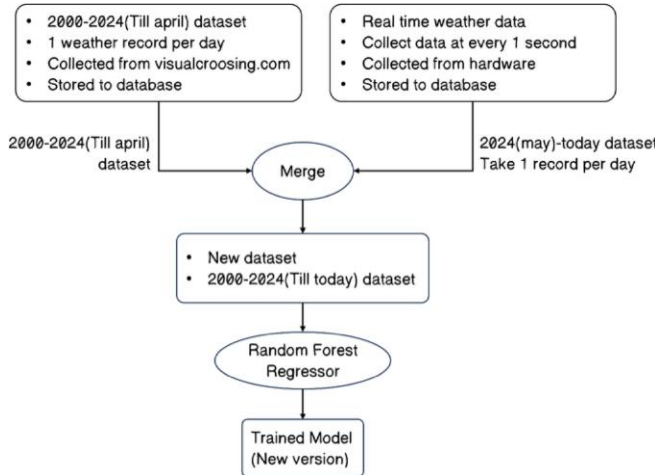 • 2000-2024(Till april) dataset
• 1 weather record per day
• Collected from visualcroosing.com
• Stored to database
• Real time weather data
• Collect data at every 1 second
• Collected from hardware
• Stored to database
2000-2024(Till april)
dataset
2024(may)-today dataset
Take 1 record per day
Merge
• New dataset
• 2000-2024(Till today) dataset
Random Forest
Regressor
Trained Model
(New version)